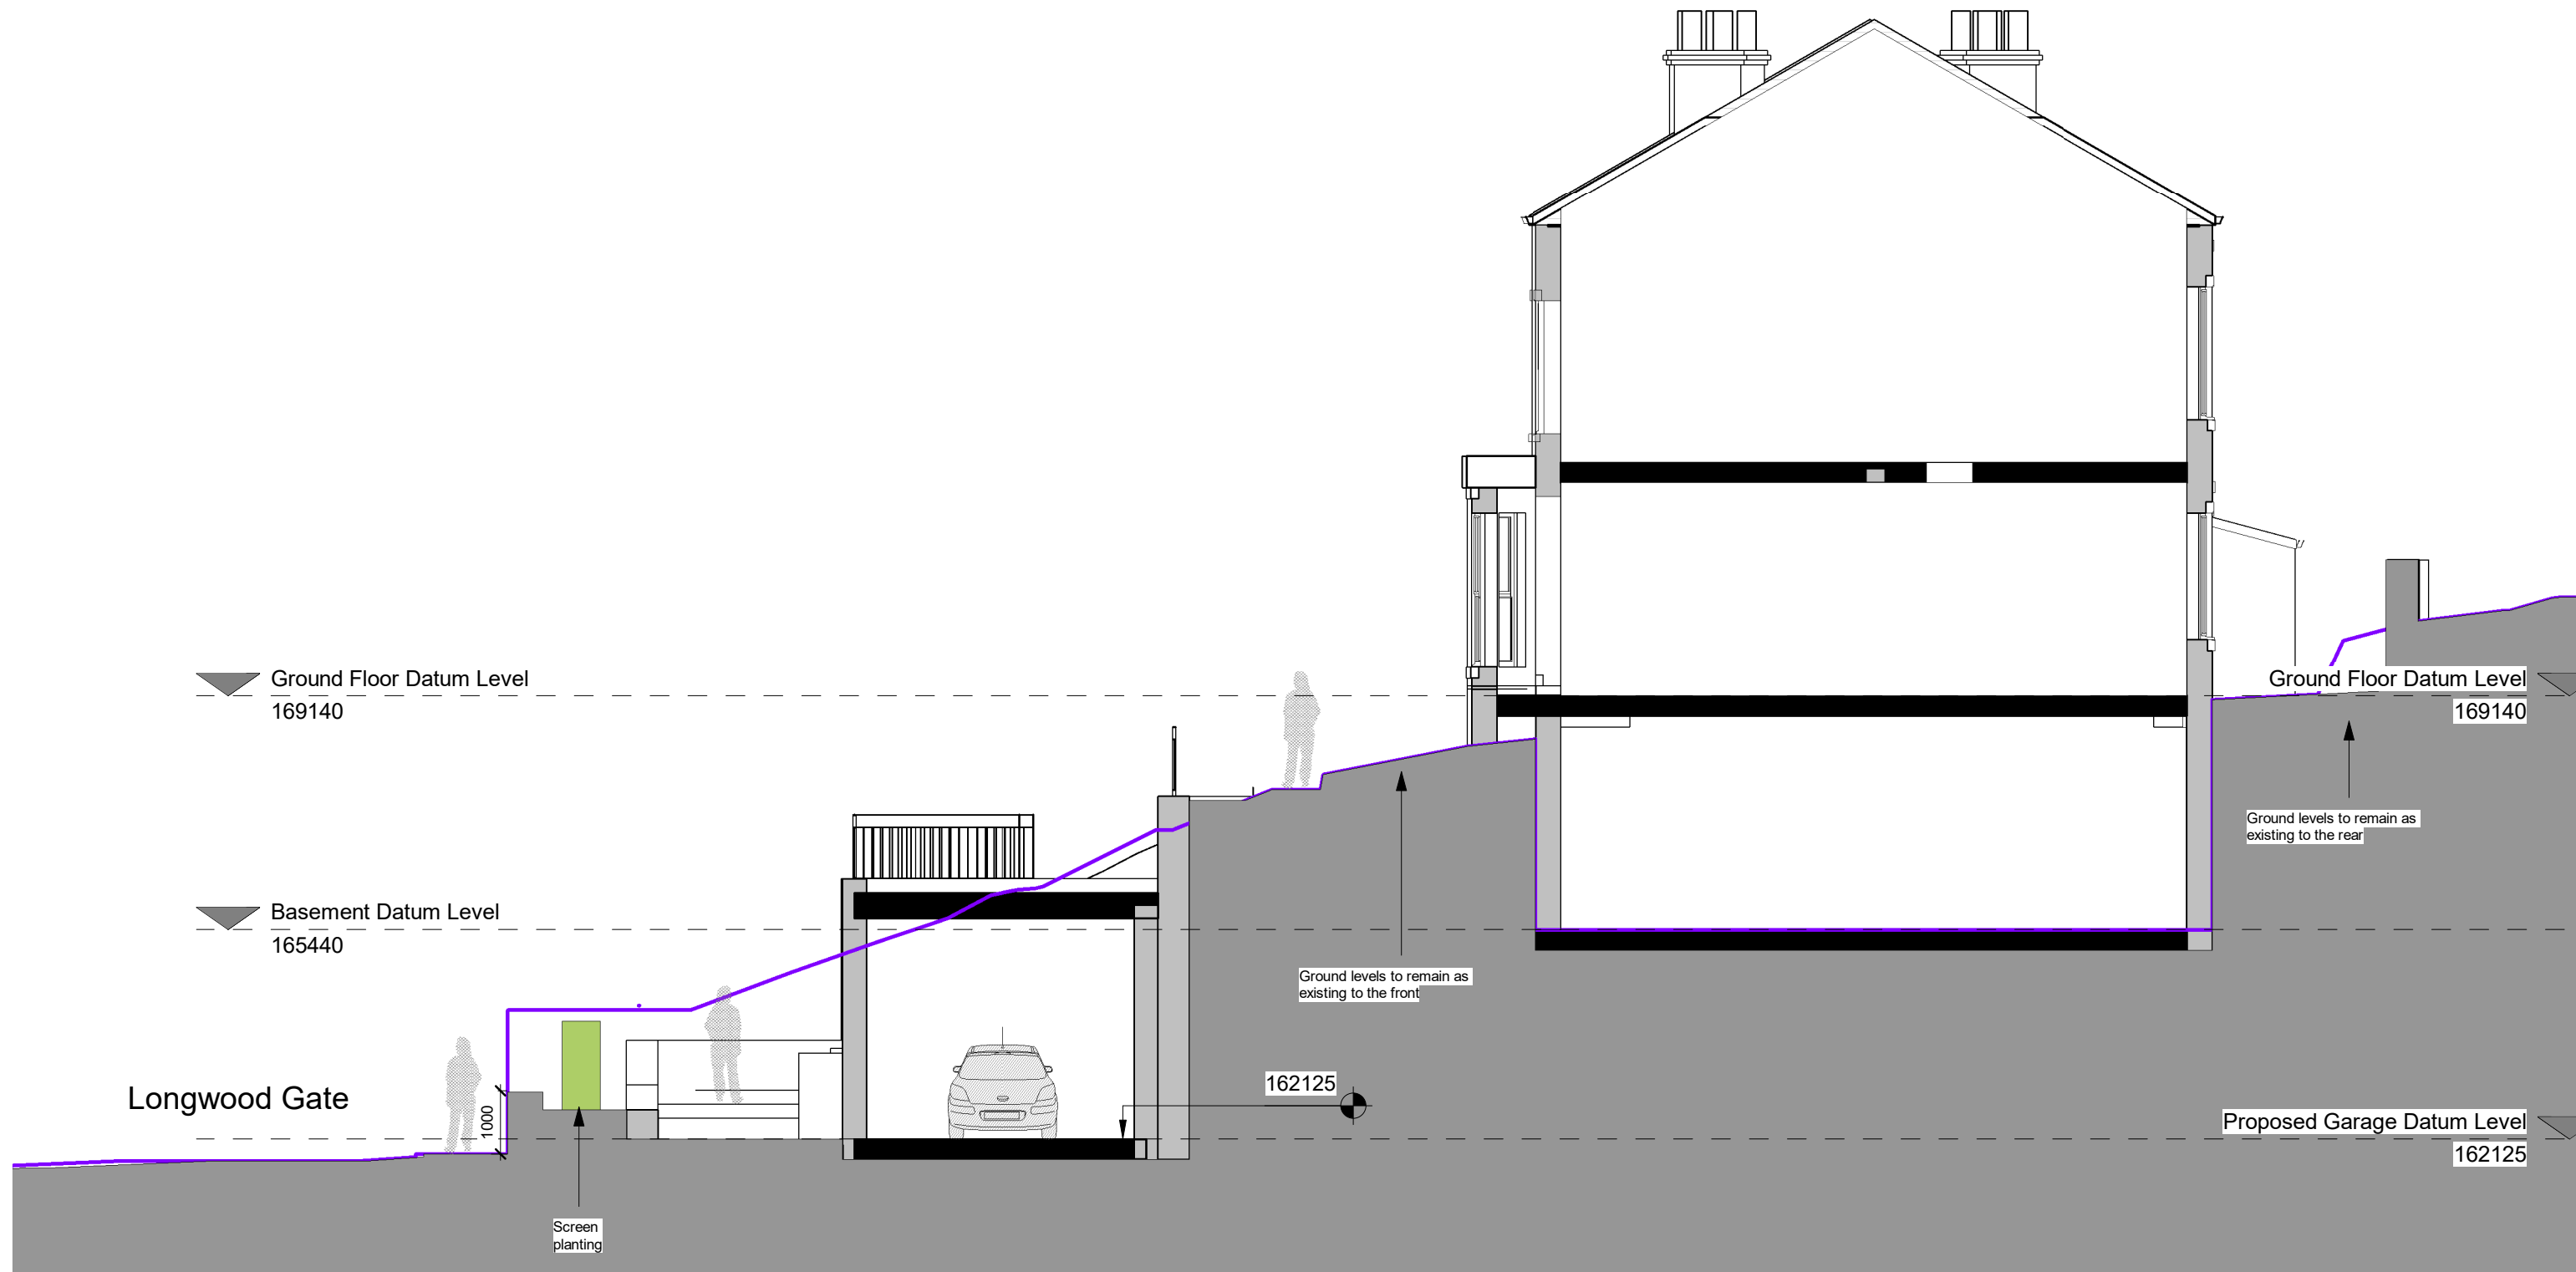 Ground Floor Datum Level
169140
Ground Floor Datum Level
169140
Ground levels to remain as
existing to the rear
Basement Datum Level
165440
Ground levels to remain as
existing to the front
Longwood Gate
1000
162125
Proposed Garage Datum Level
162125
Screen
planting